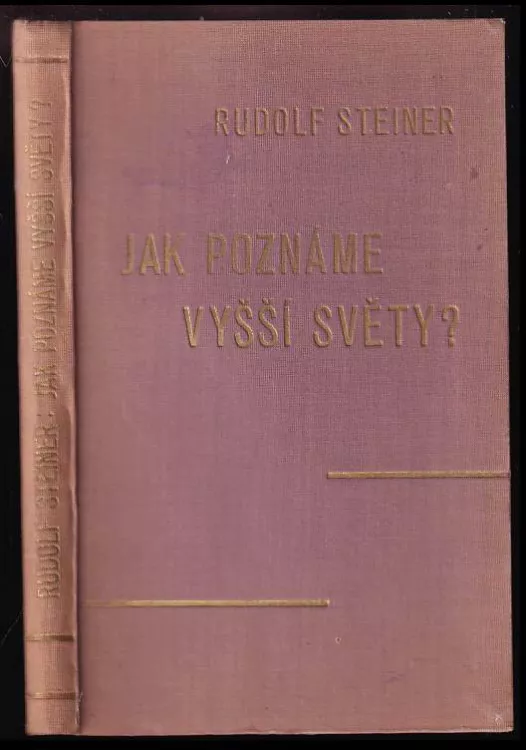 RUDOLF STEINER
JAK POZNÁME
VYŠŠÍ SVĚTY?
RUDOLF STEINER: JAK POZNÁME VYŠŠÍ SVĚTY?